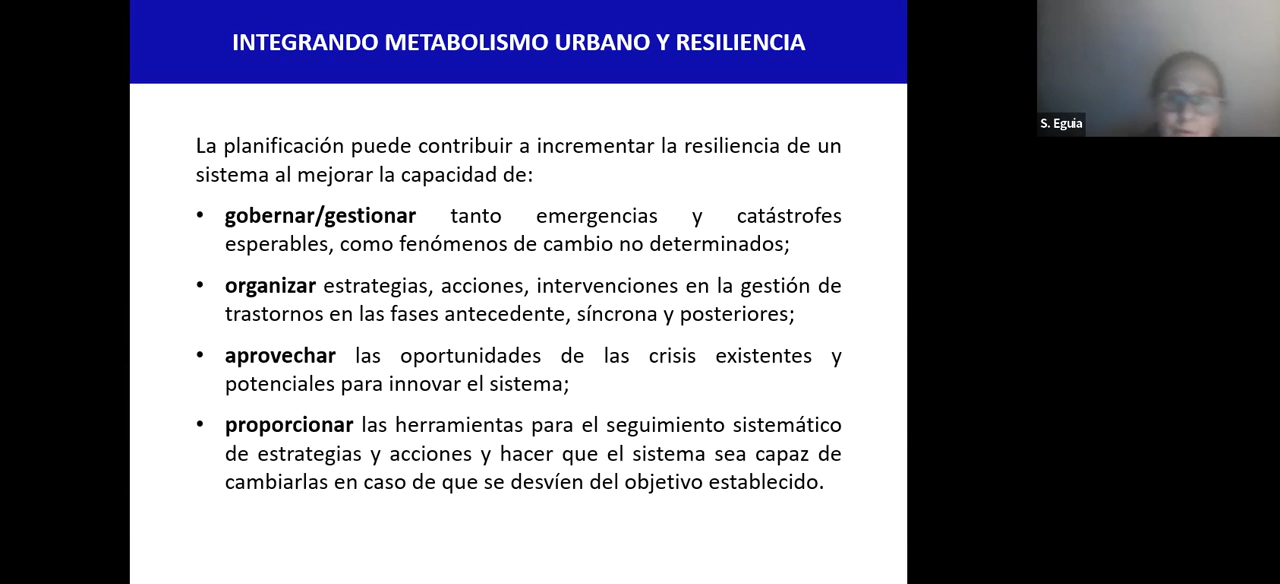 INTEGRANDO METABOLISMO URBANO Y RESILIENCIA
La planificación puede contribuir a incrementar la resiliencia de un
sistema al mejorar la capacidad de:
• gobernar/gestionar tanto emergencias y catástrofes
esperables, como fenómenos de cambio no determinados;
• organizar estrategias, acciones, intervenciones en la gestión de
trastornos en las fases antecedente, síncrona y posteriores;
• aprovechar las oportunidades de las crisis existentes y
potenciales para innovar el sistema;
• proporcionar las herramientas para el seguimiento sistemático
de estrategias y acciones y hacer que el sistema sea capaz de
cambiarlas en caso de que se desvíen del objetivo establecido.
S. Eguia